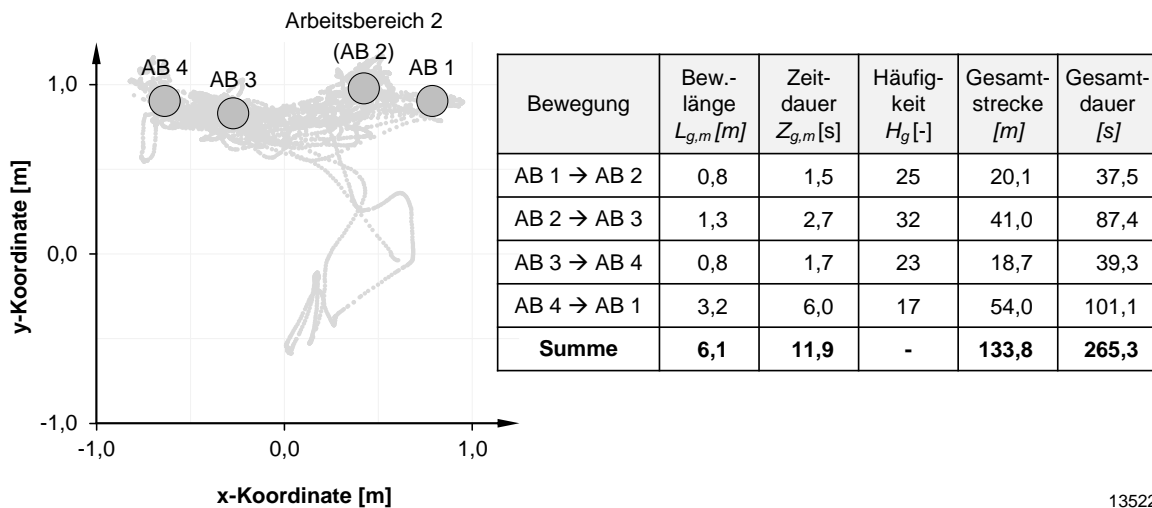 Arbeitsbereich 2
(AB 2)
AB 4
AB 3
AB 1
1,0
0,0
-1,0
-1,0
0,0
1,0
y-Koordinate [m]
x-Koordinate [m]
Bewegung
Bew.-
länge
Lg,m [m]
Zeit-
dauer
Zg,m [s]
Häufig-
keit
Hg [-]
Gesamt-
strecke
[m]
Gesamt-
dauer
[s]
AB 1 → AB 2 0,8 1,5 25 20,1 37,5
AB 2 → AB 3 1,3 2,7 32 41,0 87,4
AB 3 → AB 4 0,8 1,7 23 18,7 39,3
AB 4 → AB 1 3,2 6,0 17 54,0 101,1
Summe 6,1 11,9 - 133,8 265,3
13522